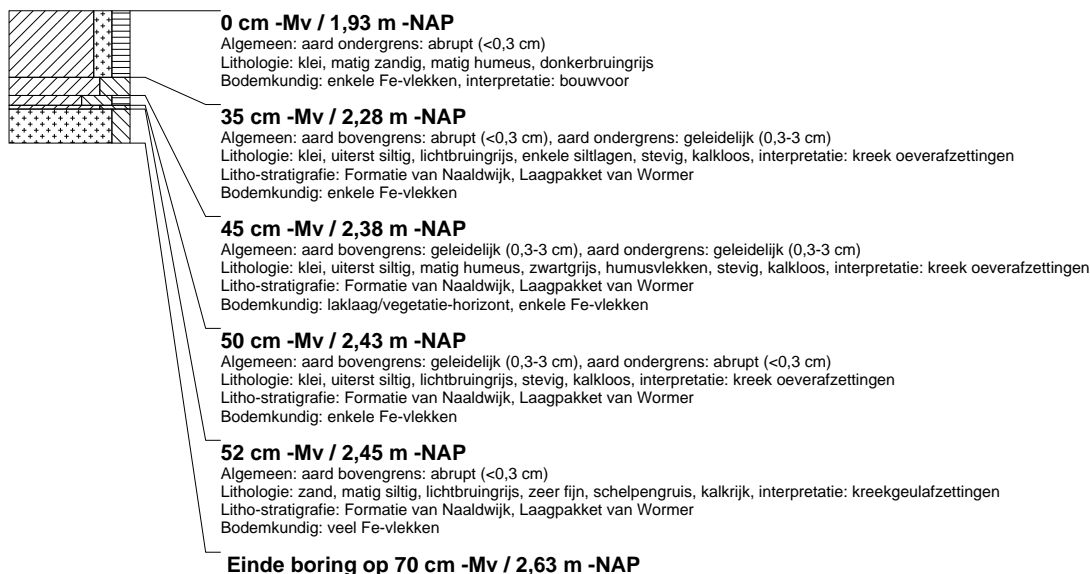 0 cm -Mv / 1,93 m -NAP
Algemeen: aard ondergrens: abrupt (<0,3 cm)
Lithologie: klei, matig zandig, matig humeus, donkerbruingrijs
Bodemkundig: enkele Fe-vlekken, interpretatie: bouwvoor
35 cm -Mv / 2,28 m -NAP
Algemeen: aard bovengrens: abrupt (<0,3 cm), aard ondergrens: geleidelijk (0,3-3 cm)
Lithologie: klei, uiterst siltig, lichtbruingrijs, enkele siltlagen, stevig, kalkloos, interpretatie: kreek oeverafzettingen
Litho-stratigrafie: Formatie van Naaldwijk, Laagpakket van Wormer
Bodemkundig: enkele Fe-vlekken
45 cm -Mv / 2,38 m -NAP
Algemeen: aard bovengrens: geleidelijk (0,3-3 cm), aard ondergrens: geleidelijk (0,3-3 cm)
Lithologie: klei, uiterst siltig, matig humeus, zwartgrijs, humusvlekken, stevig, kalkloos, interpretatie: kreek oeverafzettingen
Litho-stratigrafie: Formatie van Naaldwijk, Laagpakket van Wormer
Bodemkundig: laklaag/vegetatie-horizont, enkele Fe-vlekken
50 cm -Mv / 2,43 m -NAP
Algemeen: aard bovengrens: geleidelijk (0,3-3 cm), aard ondergrens: abrupt (<0,3 cm)
Lithologie: klei, uiterst siltig, lichtbruingrijs, stevig, kalkloos, interpretatie: kreek oeverafzettingen
Litho-stratigrafie: Formatie van Naaldwijk, Laagpakket van Wormer
Bodemkundig: enkele Fe-vlekken
52 cm -Mv / 2,45 m -NAP
Algemeen: aard bovengrens: abrupt (<0,3 cm)
Lithologie: zand, matig siltig, lichtbruingrijs, zeer fijn, schelpengruis, kalkrijk, interpretatie: kreekgeulafzettingen
Litho-stratigrafie: Formatie van Naaldwijk, Laagpakket van Wormer
Bodemkundig: veel Fe-vlekken
Einde boring op 70 cm -Mv / 2,63 m -NAP